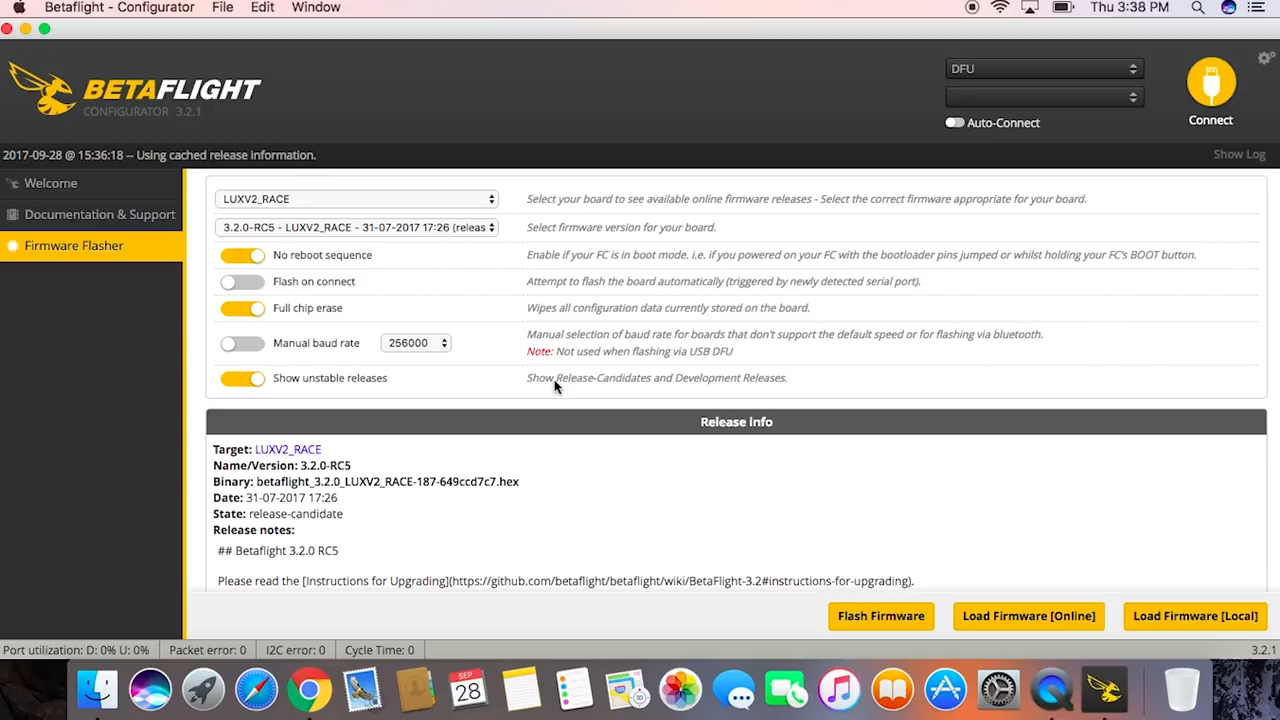 Betaflight - Configurator File Edit Window Thu 3:38 PM
BETAFLIGHT
CONFIGURATOR 3.2.1
DFU
Auto-Connect
Connect
2017-09-28 @ 15:36:18 -- Using cached release information.
Show Log
Welcome
Documentation & Support
Firmware Flasher
LUXV2_RACE Select your board to see available online firmware releases - Select the correct firmware appropriate for your board.
3.2.0-RC5 - LUXV2_RACE - 31-07-2017 17:26 (releas Select firmware version for your board.
No reboot sequence Enable if your FC is in boot mode. i.e. if you powered on your FC with the bootloader pins jumped or whilst holding your FC's BOOT button.
Flash on connect Attempt to flash the board automatically (triggered by newly detected serial port).
Full chip erase Wipes all configuration data currently stored on the board.
Manual baud rate 256000 Manual selection of baud rate for boards that don't support the default speed or for flashing via bluetooth.
Note: Not used when flashing via USB DFU
Show unstable releases Show Release-Candidates and Development Releases.
Release info
Target: LUXV2_RACE
Name/Version: 3.2.0-RC5
Binary: betaflight_3.2.0_LUXV2_RACE-187-649ccd7c7.hex
Date: 31-07-2017 17:26
State: release-candidate
Release notes:
## Betaflight 3.2.0 RC5
Please read the [Instructions for Upgrading](https://github.com/betaflight/betaflight/wiki/BetaFlight-3.2#instructions-for-upgrading).
Flash Firmware Load Firmware [Online] Load Firmware [Local]
Port utilization: D: 0% U: 0% Packet error: 0 I2C error: 0 Cycle Time: 0 3.2.1
SEP
28